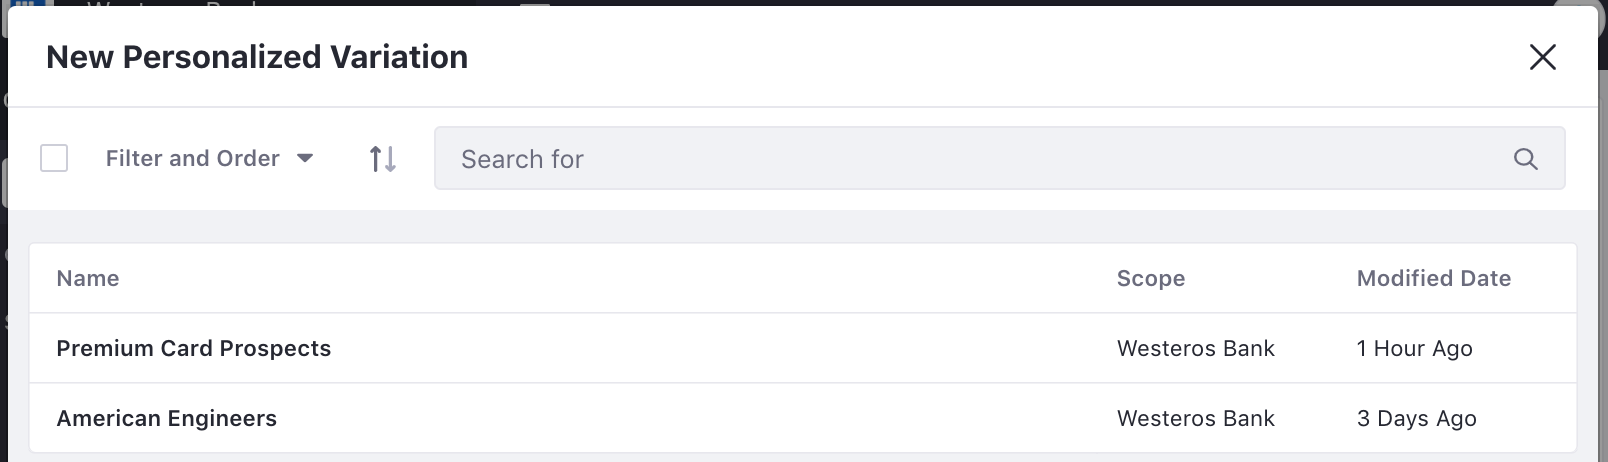 New Personalized Variation
Filter and Order
Search for
Name Scope Modified Date
Premium Card Prospects Westeros Bank 1 Hour Ago
American Engineers Westeros Bank 3 Days Ago